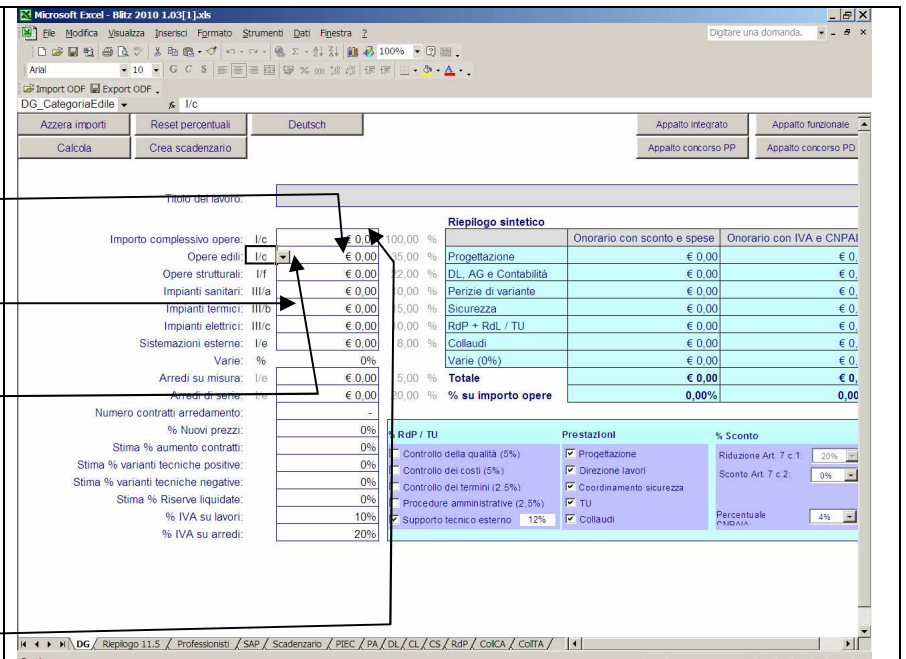 Microsoft Excel - Blitz 2010 1.03[1].xls
File Modifica Visualizza Inserisci Formato Strumenti Dati Finestra ? Digitare una domanda.
100%
Arial 10 G C S
Import ODF Export ODF
DG_CategoriaEdile fx I/c
Azzera importi Reset percentuali Deutsch Appalto integrato Appalto funzionale
Calcola Crea scadenzario Appalto concorso PP Appalto concorso PD
Titolo del lavoro:
Riepilogo sintetico
Importo complessivo opere: I/c € 0,00 100,00 % Onorario con sconto e spese Onorario con IVA e CNPAI
Opere edili: I/c € 0,00 35,00 % Progettazione € 0,00 € 0,
Opere strutturali: I/f € 0,00 22,00 % DL, AG e Contabilità € 0,00 € 0,
Impianti sanitari: III/a € 0,00 10,00 % Perizie di variante € 0,00 € 0,
Impianti termici: III/b € 0,00 15,00 % Sicurezza € 0,00 € 0,
Impianti elettrici: III/c € 0,00 10,00 % RdP + RdL / TU € 0,00 € 0,
Sistemazioni esterne: I/e € 0,00 8,00 % Collaudi € 0,00 € 0,
Varie: % 0% Varie (0%) € 0,00 € 0,
Arredi su misura: I/e € 0,00 5,00 % Totale € 0,00 € 0,
Arredi di serie: I/e € 0,00 20,00 % % su importo opere 0,00% 0,00
Numero contratti arredamento: -
% Nuovi prezzi: 0% % RdP / TU Prestazioni % Sconto
Stima % aumento contratti: 0% Controllo della qualità (5%) Progettazione Riduzione Art. 7 c.1: 20%
Stima % varianti tecniche positive: 0% Controllo dei costi (5%) Direzione lavori Sconto Art. 7 c.2: 0%
Stima % varianti tecniche negative: 0% Controllo dei termini (2.5%) Coordinamento sicurezza
Stima % Riserve liquidate: 0% Procedure amministrative (2.5%) TU
% IVA su lavori: 10% Supporto tecnico esterno 12% Collaudi Percentuale CNPAIA: 4%
% IVA su arredi: 20%
DG / Riepilogo 11.5 / Professionisti / SAP / Scadenzario / PIEC / PA / DL / CL / CS / RdP / CollCA / CollTA /